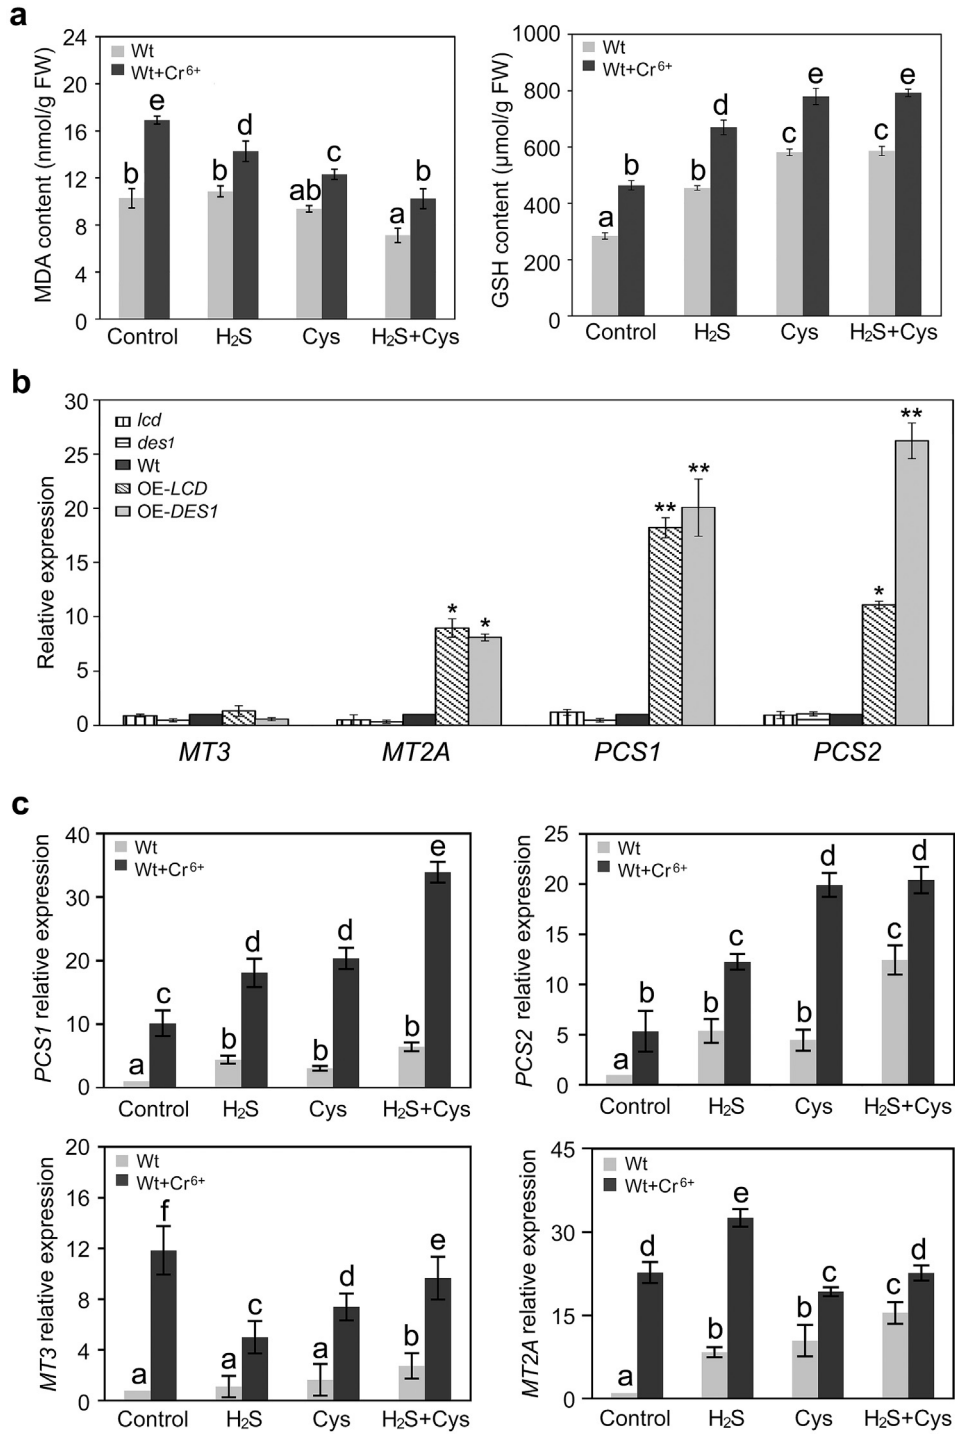 a
24
20
16
12
8
4
0
MDA content (nmol/g FW)
Wt
Wt+Cr⁶⁺
b e b d ab c a b
Control H₂S Cys H₂S+Cys
1000
800
600
400
200
0
GSH content (μmol/g FW)
Wt
Wt+Cr⁶⁺
a b b d c e c e
Control H₂S Cys H₂S+Cys
b
30
25
20
15
10
5
0
Relative expression
lcd
des1
Wt
OE-LCD
OE-DES1
* * ** ** * **
MT3 MT2A PCS1 PCS2
c
40
30
20
10
0
PCS1 relative expression
Wt
Wt+Cr⁶⁺
a c b d b d b e
Control H₂S Cys H₂S+Cys
25
20
15
10
5
0
PCS2 relative expression
Wt
Wt+Cr⁶⁺
a b b c b d c d
Control H₂S Cys H₂S+Cys
20
16
12
8
4
0
MT3 relative expression
Wt
Wt+Cr⁶⁺
a f a c a d b e
Control H₂S Cys H₂S+Cys
45
30
15
0
MT2A relative expression
Wt
Wt+Cr⁶⁺
a d b e b c c d
Control H₂S Cys H₂S+Cys